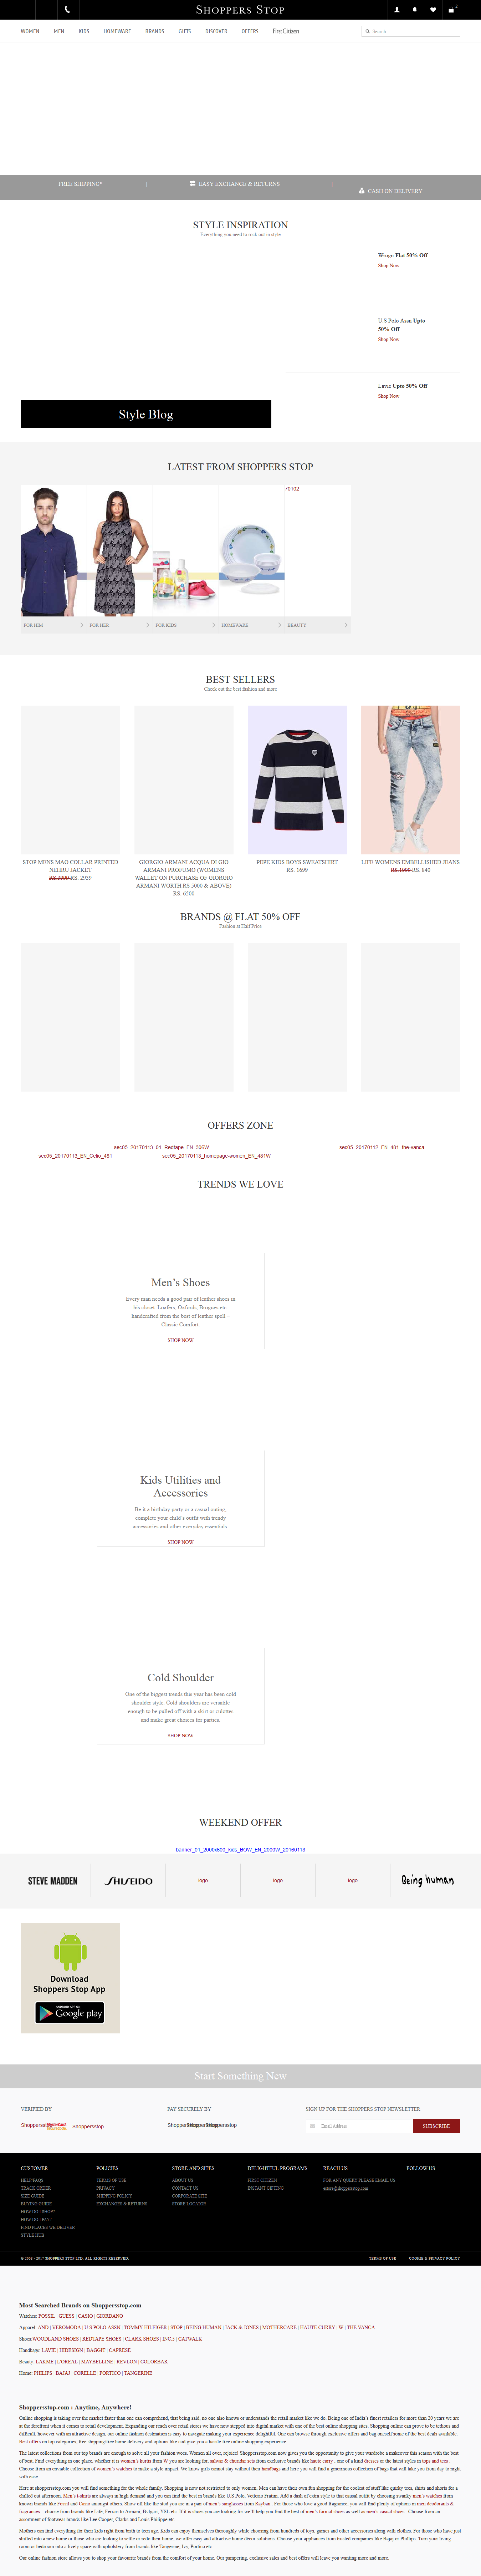 SHOPPERS STOP
2
WOMEN MEN KIDS HOMEWARE BRANDS GIFTS DISCOVER OFFERS First Citizen Search
FREE SHIPPING* | EASY EXCHANGE & RETURNS | CASH ON DELIVERY
STYLE INSPIRATION
Everything you need to rock out in style
Wrogn Flat 50% Off
Shop Now
U.S Polo Assn Upto
50% Off
Shop Now
Lavie Upto 50% Off
Shop Now
Style Blog
LATEST FROM SHOPPERS STOP
70102
FOR HIM FOR HER FOR KIDS HOMEWARE BEAUTY
BEST SELLERS
Check out the best fashion and more
STOP MENS MAO COLLAR PRINTED
NEHRU JACKET
RS. 3999 RS. 2959
GIORGIO ARMANI ACQUA DI GIO
ARMANI PROFUMO (WOMENS
WALLET ON PURCHASE OF GIORGIO
ARMANI WORTH RS 5000 & ABOVE)
RS. 6500
PEPE KIDS BOYS SWEATSHIRT
RS. 1699
LIFE WOMENS EMBELLISHED JEANS
RS. 1999 RS. 840
BRANDS @ FLAT 50% OFF
Fashion at Half Price
OFFERS ZONE
sec05_20170113_01_Redtape_EN_306W
sec05_20170112_EN_481_the-vanca
sec05_20170113_EN_Celio_481
sec05_20170113_homepage-women_EN_481W
TRENDS WE LOVE
Men's Shoes
Every man needs a good pair of leather shoes in
his closet. Loafers, Oxfords, Brogues etc.
handcrafted from the best of leather spell –
Classic Comfort.
SHOP NOW
Kids Utilities and
Accessories
Be it a birthday party or a casual outing,
complete your child's outfit with trendy
accessories and other everyday essentials.
SHOP NOW
Cold Shoulder
One of the biggest trends this year has been cold
shoulder style. Cold shoulders are versatile
enough to be pulled off with a skirt or culottes
and make great choices for parties.
SHOP NOW
WEEKEND OFFER
banner_01_2000x600_kids_BOW_EN_2000W_20160113
STEVE MADDEN SHISEIDO logo logo logo Being human
Download
Shoppers Stop App
ANDROID APP ON
Google play
Start Something New
VERIFIED BY
Shoppersstop
Shoppersstop
PAY SECURELY BY
SIGN UP FOR THE SHOPPERS STOP NEWSLETTER
Email Address SUBSCRIBE
CUSTOMER
HELP/FAQS
TRACK ORDER
SIZE GUIDE
BUYING GUIDE
HOW DO I SHOP?
HOW DO I PAY?
FIND PLACES WE DELIVER
STYLE HUB
POLICIES
TERMS OF USE
PRIVACY
SHIPPING POLICY
EXCHANGES & RETURNS
STORE AND SITES
ABOUT US
CONTACT US
CORPORATE SITE
STORE LOCATOR
DELIGHTFUL PROGRAMS
FIRST CITIZEN
INSTANT GIFTING
REACH US
FOR ANY QUERY PLEASE EMAIL US
estore@shoppersstop.com
FOLLOW US
© 2008 - 2017 SHOPPERS STOP LTD. ALL RIGHTS RESERVED. TERMS OF USE COOKIE & PRIVACY POLICY
Most Searched Brands on Shoppersstop.com
Watches: FOSSIL | GUESS | CASIO | GIORDANO
Apparel: AND | VEROMODA | U.S POLO ASSN | TOMMY HILFIGER | STOP | BEING HUMAN | JACK & JONES | MOTHERCARE | HAUTE CURRY | W | THE VANCA
Shoes:WOODLAND SHOES | REDTAPE SHOES | CLARK SHOES | INC.5 | CATWALK
Handbags: LAVIE | HIDESIGN | BAGGIT | CAPRESE
Beauty: LAKME | L'OREAL | MAYBELLINE | REVLON | COLORBAR
Home: PHILIPS | BAJAJ | CORELLE | PORTICO | TANGERINE
Shoppersstop.com : Anytime, Anywhere!
Online shopping is taking over the market faster than one can comprehend, that being said, no one also knows or understands the retail market like we do. Being one of India's finest retailers for more than 20 years we are at
the forefront when it comes to retail development. Expanding our reach over retail stores we have now stepped into digital market with one of the best online shopping sites. Shopping online can prove to be tedious and
difficult, however with an attractive design, our online fashion destination is easy to navigate making your experience delightful. One can browse through exclusive offers and bag oneself some of the best deals available.
Best offers on top categories, free shipping/free home delivery and options like cod give you a hassle free online shopping experience.
The latest collections from our top brands are enough to solve all your fashion woes. Women all over, rejoice! Shoppersstop.com now gives you the opportunity to give your wardrobe a makeover this season with the best
of best. Find everything in one place, whether it is women's kurtis from W you are looking for, salwar & churidar sets from exclusive brands like haute curry , one of a kind dresses or the latest styles in tops and tees .
Choose from an enviable collection of women's watches to make a style impact. We know girls cannot stay without their handbags and here you will find a ginormous collection of bags that will take you from day to night
with ease.
Here at shoppersstop.com you will find something for the whole family. Shopping is now not restricted to only women. Men can have their own fun shopping for the coolest of stuff like quirky tees, shirts and shorts for a
chilled out afternoon. Men's t-shirts are always in high demand and you can find the best in brands like U.S Polo, Vettorio Fratini. Add a dash of extra style to that casual outfit by choosing swanky men's watches from
known brands like Fossil and Casio amongst others. Show off like the stud you are in a pair of men's sunglasses from Rayban . For those who love a good fragrance, you will find plenty of options in men deodorants &
fragrances – choose from brands like Lale, Ferrari to Armani, Bvlgari, YSL etc. If it is shoes you are looking for we'll help you find the best of men's formal shoes as well as men's casual shoes . Choose from an
assortment of footwear brands like Lee Cooper, Clarks and Louis Philippe etc.
Mothers can find everything for their kids right from birth to teen age. Kids can enjoy themselves thoroughly while choosing from hundreds of toys, games and other accessories along with clothes. For those who have just
moved into a new home or those who are looking to settle or redo their home, we offer easy and attractive home décor solutions. Choose your appliances from trusted companies like Bajaj or Philips. Turn your living
room or bedroom into a nicer place with upholstery from brands like Tangerine, Ivy, Portico etc.
Our online fashion store allows you to shop your favourite brands from the comfort of your home. Our pampering, exclusive sales and best offers will leave you wanting more and more.